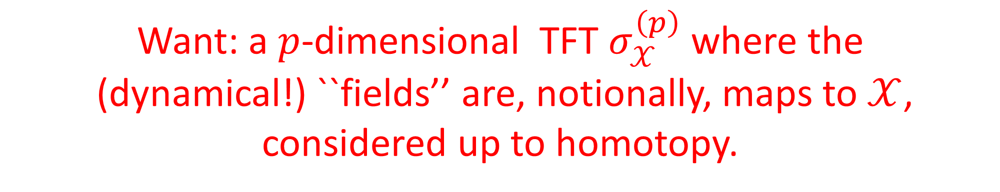 Want: a 𝑝-dimensional TFT 𝜎_𝒳^(𝑝) where the
(dynamical!) ``fields’’ are, notionally, maps to 𝒳,
considered up to homotopy.